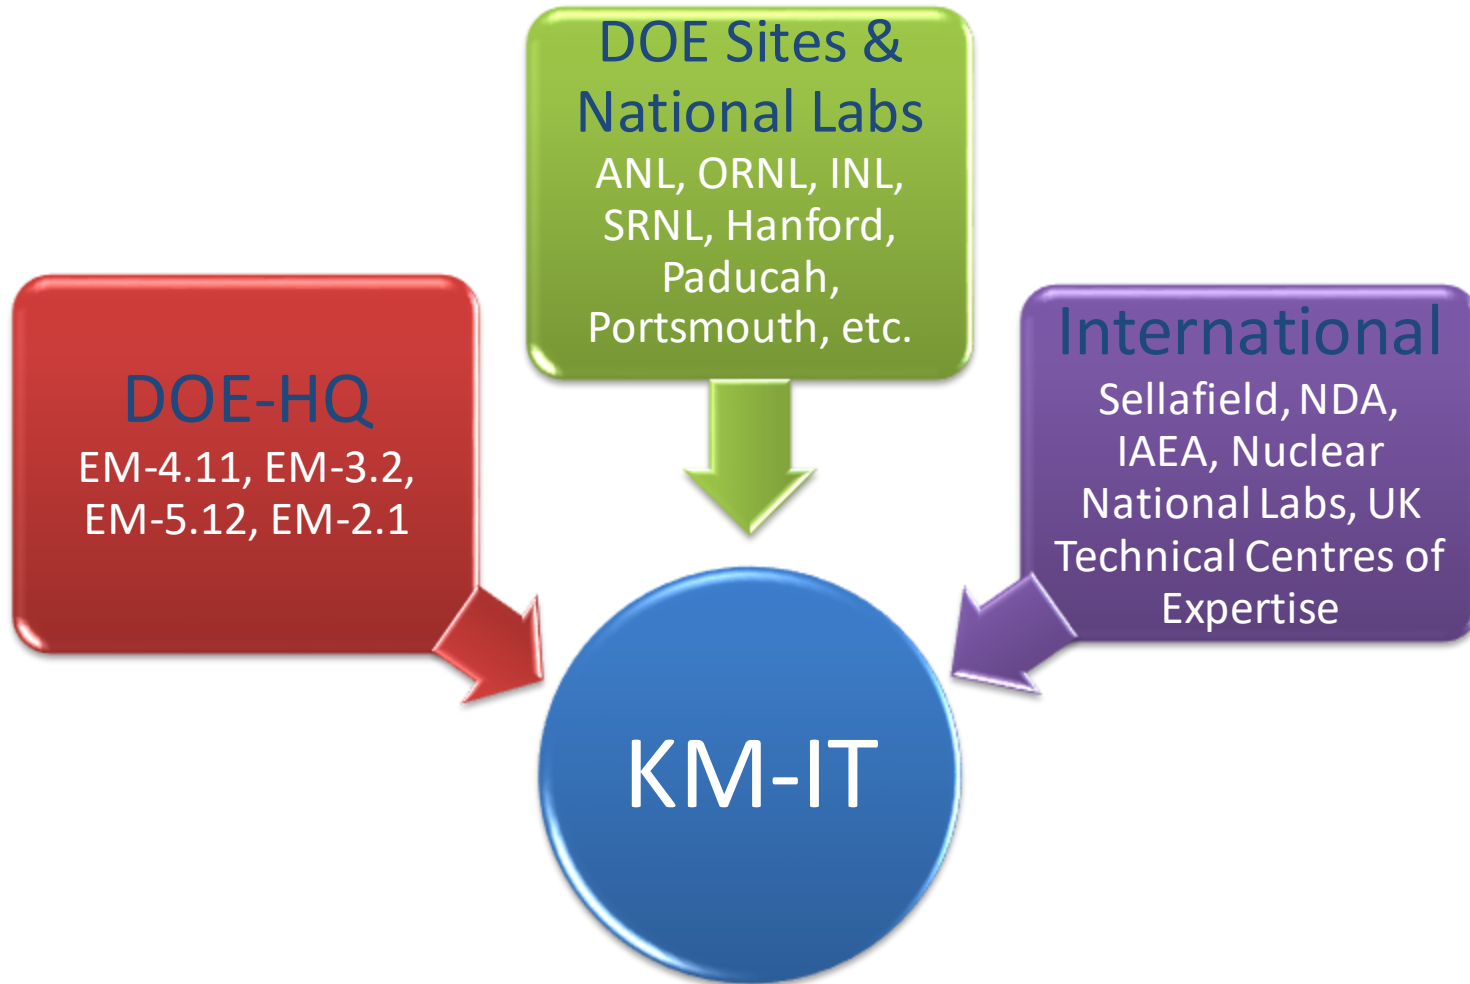 DOE Sites &
National Labs
ANL, ORNL, INL,
SRNL, Hanford,
Paducah,
Portsmouth, etc.
DOE-HQ
EM-4.11, EM-3.2,
EM-5.12, EM-2.1
International
Sellafield, NDA,
IAEA, Nuclear
National Labs, UK
Technical Centres of
Expertise
KM-IT